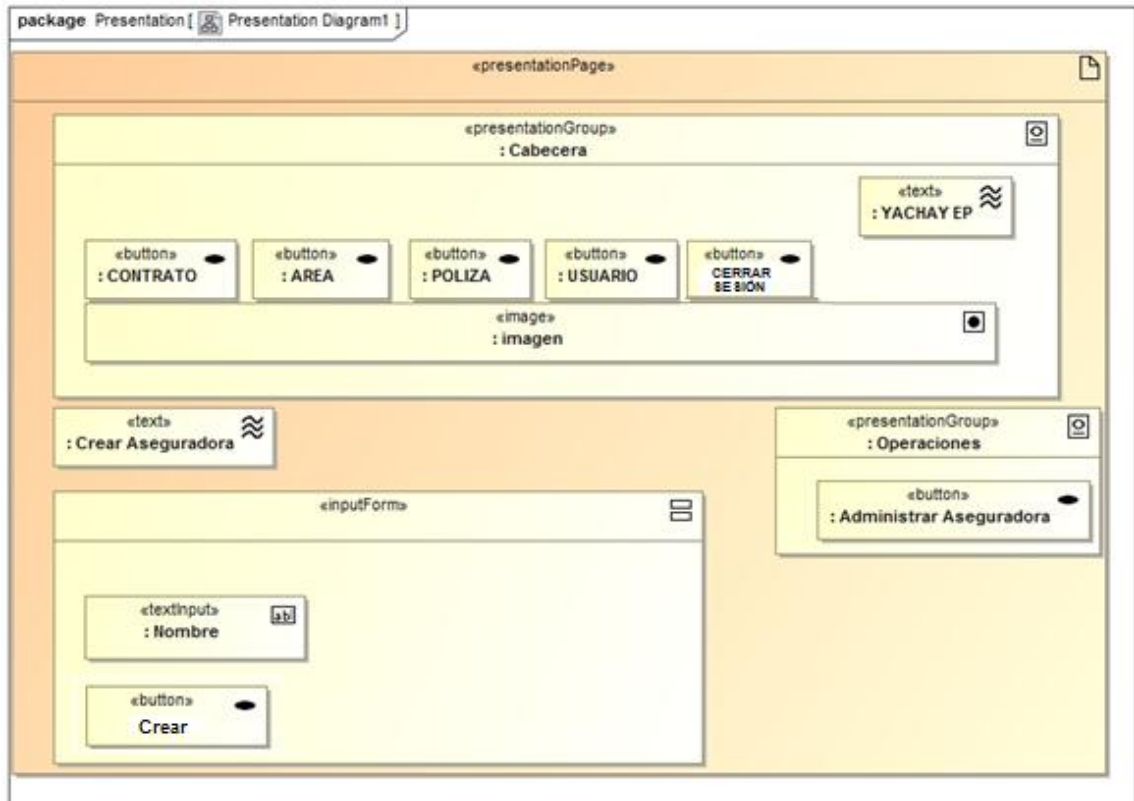 package Presentation [ Presentation Diagram1 ]
«presentationPage»
«presentationGroup»
: Cabecera
«text»
: YACHAY EP
«button»
: CONTRATO
«button»
: AREA
«button»
: POLIZA
«button»
: USUARIO
«button»
CERRAR
SESIÓN
«image»
: imagen
«text»
: Crear Aseguradora
«presentationGroup»
: Operaciones
«button»
: Administrar Aseguradora
«inputForm»
«textInput»
: Nombre
ab
«button»
Crear